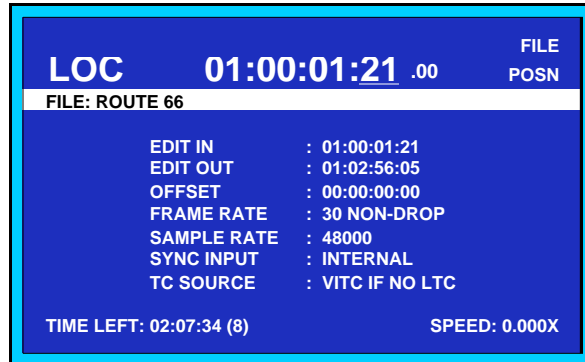 FILE
LOC 01:00:01:21 .00 POSN
FILE: ROUTE 66
EDIT IN : 01:00:01:21
EDIT OUT : 01:02:56:05
OFFSET : 00:00:00:00
FRAME RATE : 30 NON-DROP
SAMPLE RATE : 48000
SYNC INPUT : INTERNAL
TC SOURCE : VITC IF NO LTC
TIME LEFT: 02:07:34 (8) SPEED: 0.000X